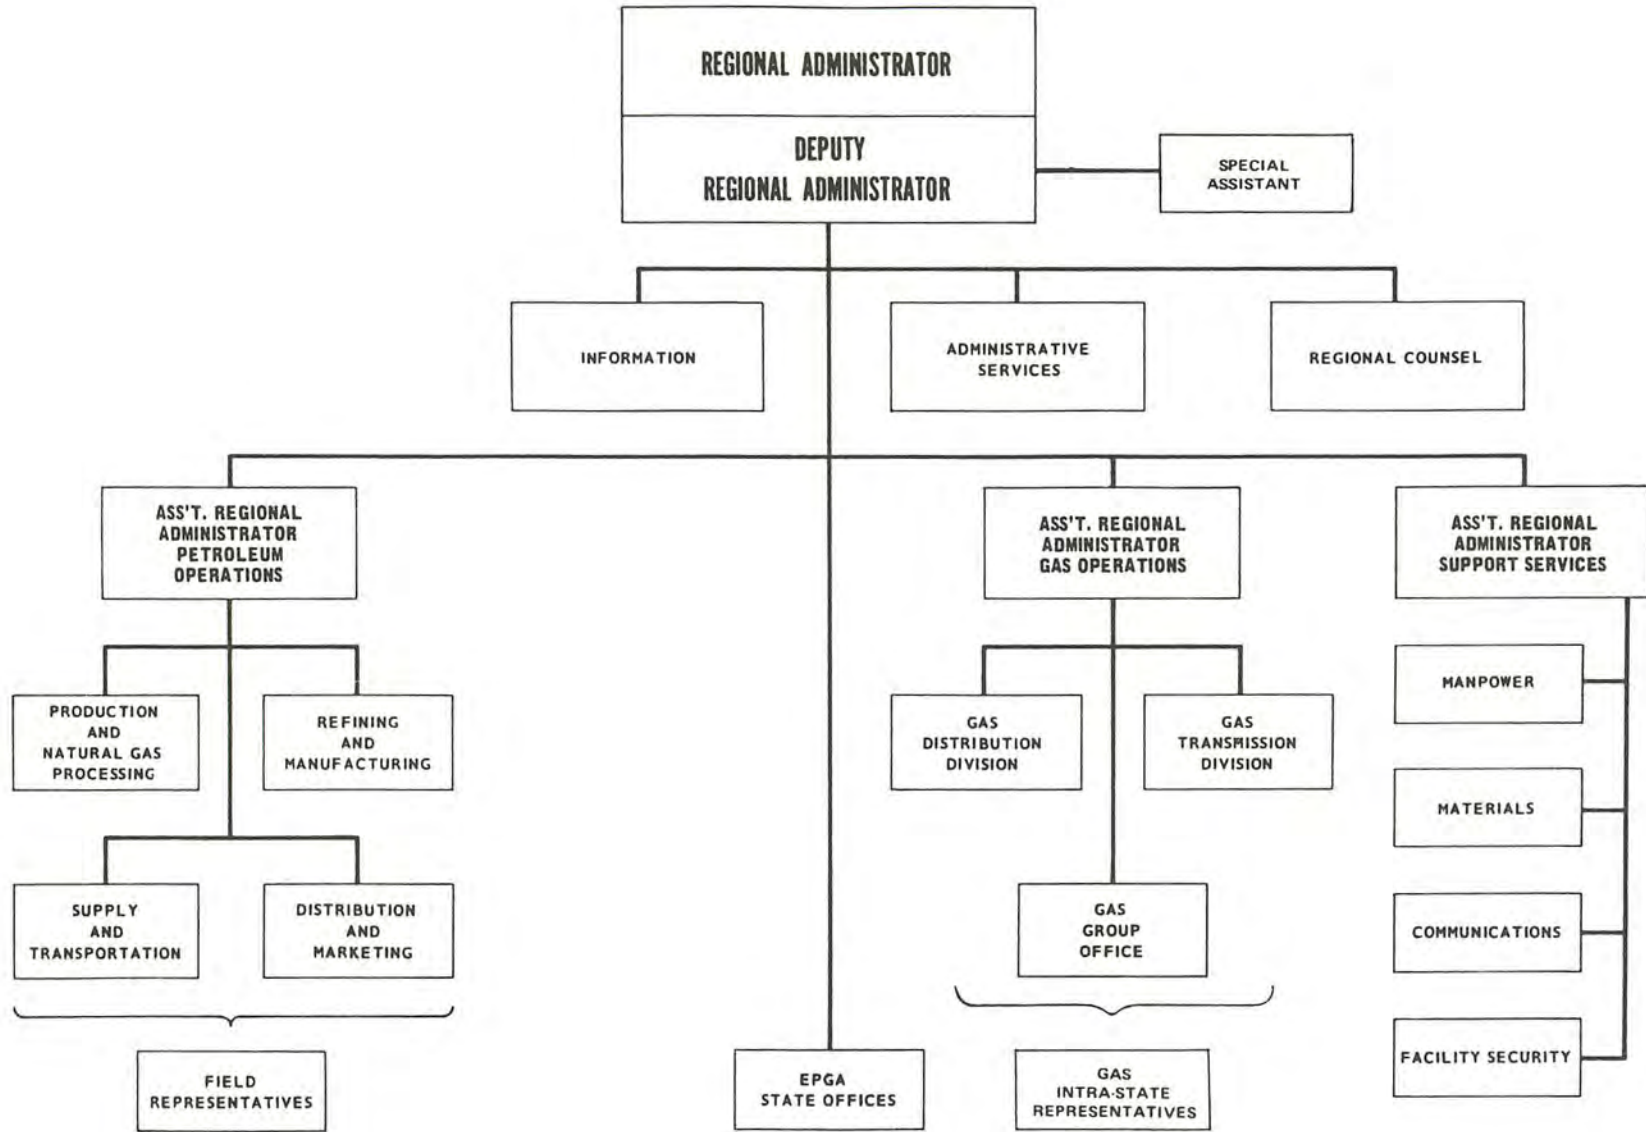 REGIONAL ADMINISTRATOR
DEPUTY
REGIONAL ADMINISTRATOR
SPECIAL
ASSISTANT
INFORMATION
ADMINISTRATIVE
SERVICES
REGIONAL COUNSEL
ASS'T. REGIONAL
ADMINISTRATOR
PETROLEUM
OPERATIONS
ASS'T. REGIONAL
ADMINISTRATOR
GAS OPERATIONS
ASS'T. REGIONAL
ADMINISTRATOR
SUPPORT SERVICES
PRODUCTION
AND
NATURAL GAS
PROCESSING
REFINING
AND
MANUFACTURING
GAS
DISTRIBUTION
DIVISION
GAS
TRANSMISSION
DIVISION
MANPOWER
MATERIALS
SUPPLY
AND
TRANSPORTATION
DISTRIBUTION
AND
MARKETING
GAS
GROUP
OFFICE
COMMUNICATIONS
FACILITY SECURITY
FIELD
REPRESENTATIVES
EPGA
STATE OFFICES
GAS
INTRA-STATE
REPRESENTATIVES